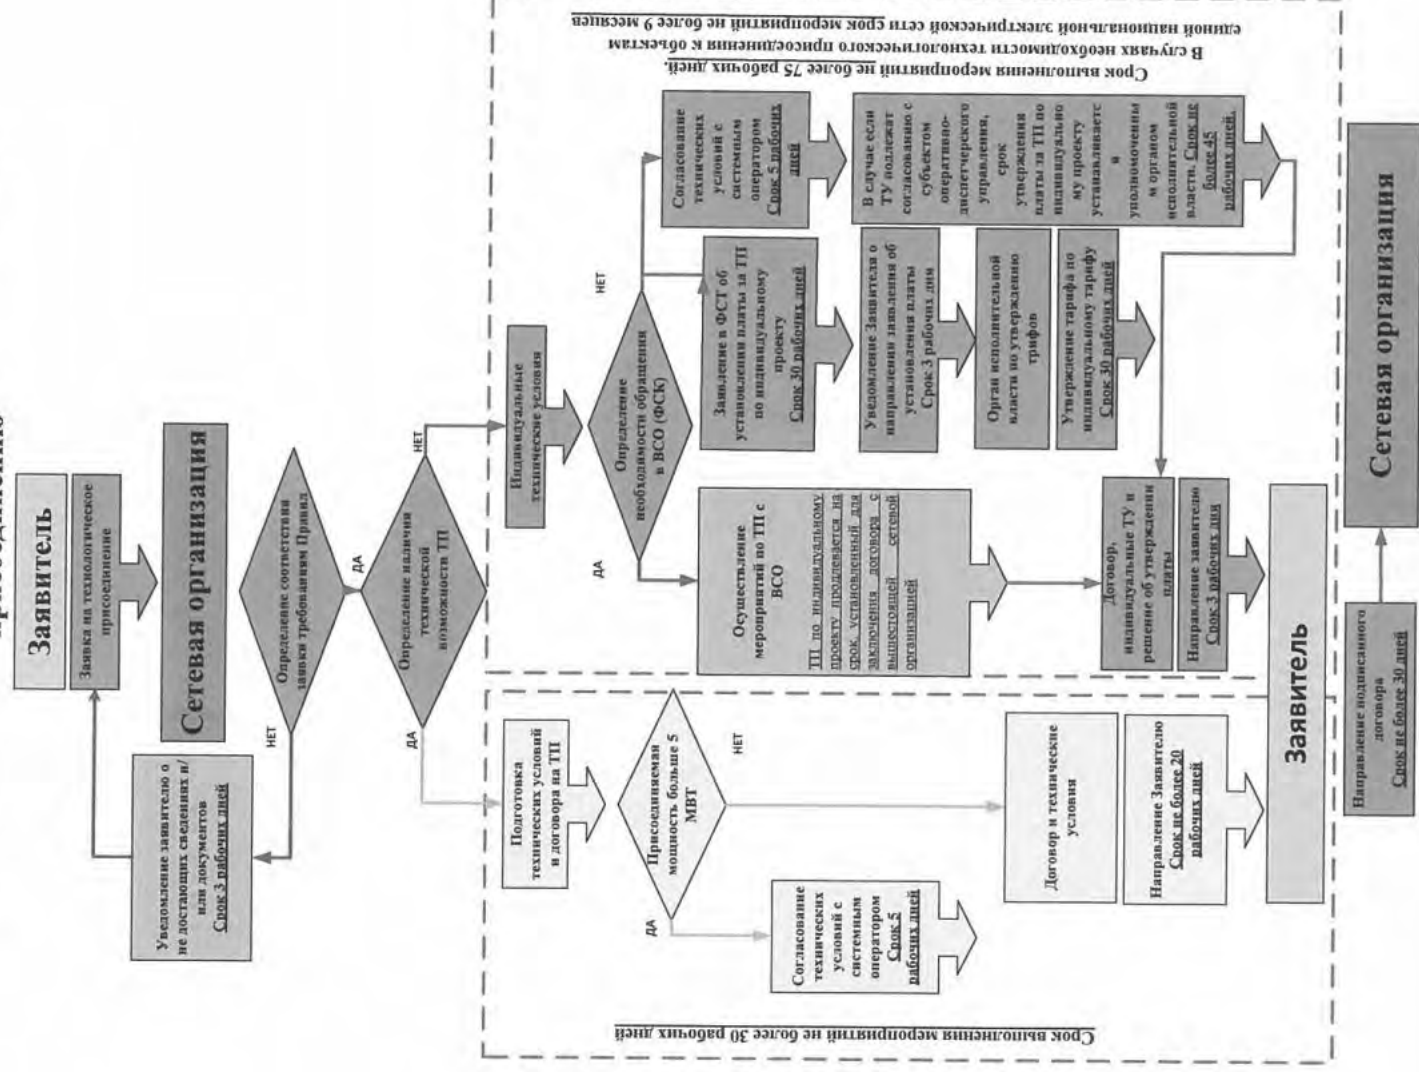 Заявитель
Заявка на технологическое
присоединение
Сетевая организация
Уведомление заявителю о
не достающих сведениях и/
или документов
Срок 3 рабочих дней
НЕТ
Определение соответствия
заявки требованиям Правил
ДА
Определение наличия
технической
возможности ТП
ДА
НЕТ
Подготовка
технических условий
и договора на ТП
Присоединяемая
мощность больше 5
МВТ
ДА
НЕТ
Согласование
технических
условий с
системным
оператором
Срок 5
рабочих дней
Договор и технические
условия
Направление Заявителю
Срок не более 20
рабочих дней
Срок выполнения мероприятий не более 30 рабочих дней
Индивидуальные
технические условия
Определение
необходимости обращения
в ВСО (ФСК)
ДА
НЕТ
Осуществление
мероприятий по ТП с
ВСО
ТП по индивидуальному
проекту продлевается на
срок, установленный для
заключения договора с
вышестоящей сетевой
организацией
Заявление в ФСТ об
установлении платы за ТП
по индивидуальному
проекту
Срок 30 рабочих дней
Уведомление Заявителя о
направлении заявления об
установления платы
Срок 3 рабочих дня
Орган исполнительной
власти по утверждению
трифов
Утверждение тарифа по
индивидуальному тарифу
Срок 30 рабочих дней
Согласование
технических
условий с
системным
оператором
Срок 5 рабочих
дней
В случае если
ТУ подлежат
согласованию с
субъектом
оперативно-
диспетчерского
управления,
срок
утверждения
платы за ТП по
индивидуально
му проекту
устанавливаетс
я
уполномоченны
м органом
исполнительной
власти, Срок не
более 45
рабочих дней.
Срок выполнения мероприятия не более 75 рабочих дней.
В случаях необходимости технологического присоединения к объектам
единой национальной электрической сети срок мероприятий не более 9 месяцев
Договор,
индивидуальные ТУ и
решение об утверждении
платы
Направление заявителю
Срок 3 рабочих дня
Заявитель
Направление подписанного
договора
Срок не более 30 дней
Сетевая организация